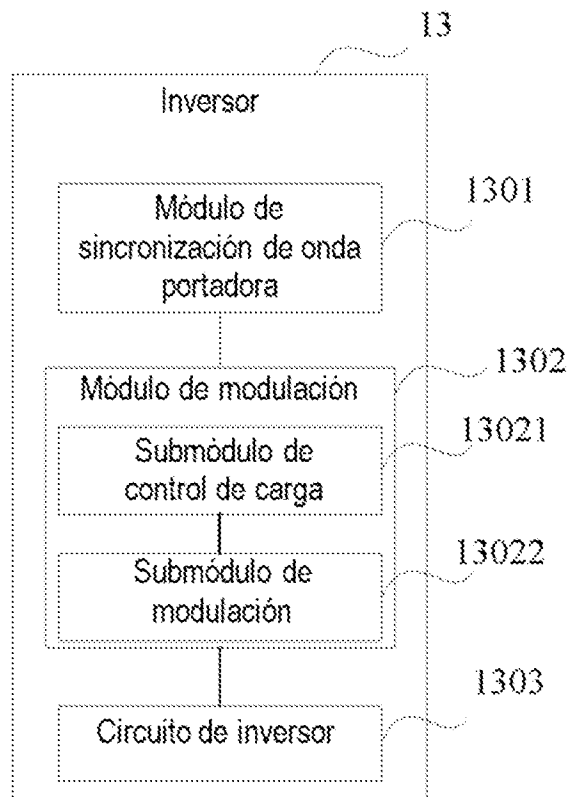 13
Inversor
1301
Módulo de
sincronización de onda
portadora
1302
Módulo de modulación
13021
Submódulo de
control de carga
13022
Submódulo de
modulación
1303
Circuito de inversor